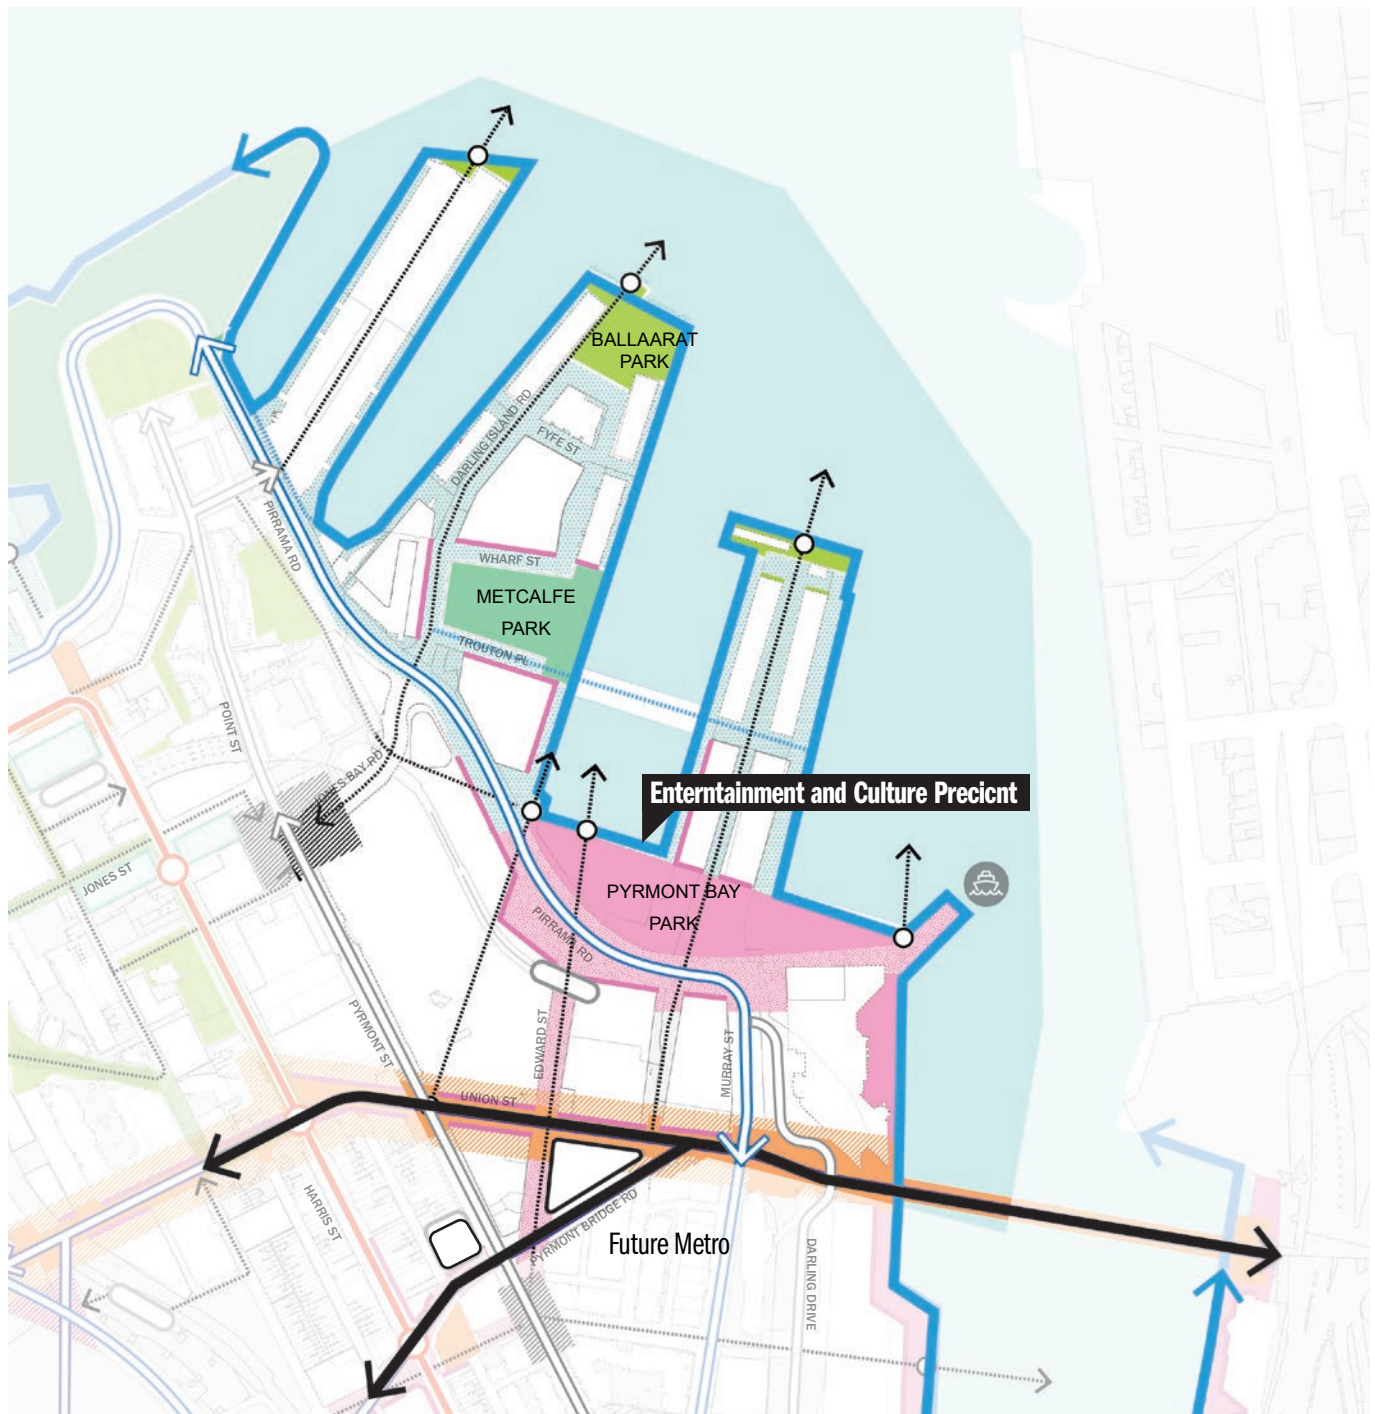 BALLAARAT
PARK
DARLING ISLAND RD
FYFE ST
PIRRAMA RD
WHARF ST
METCALFE
PARK
TROUTON PL
POINT ST
JONES BAY RD
Enterntainment and Culture Precicnt
JONES ST
PYRMONT BAY
PARK
PIRRAMA RD
PYRMONT ST
EDWARD ST
MURRAY ST
UNION ST
HARRIS ST
PYRMONT BRIDGE RD
Future Metro
DARLING DRIVE